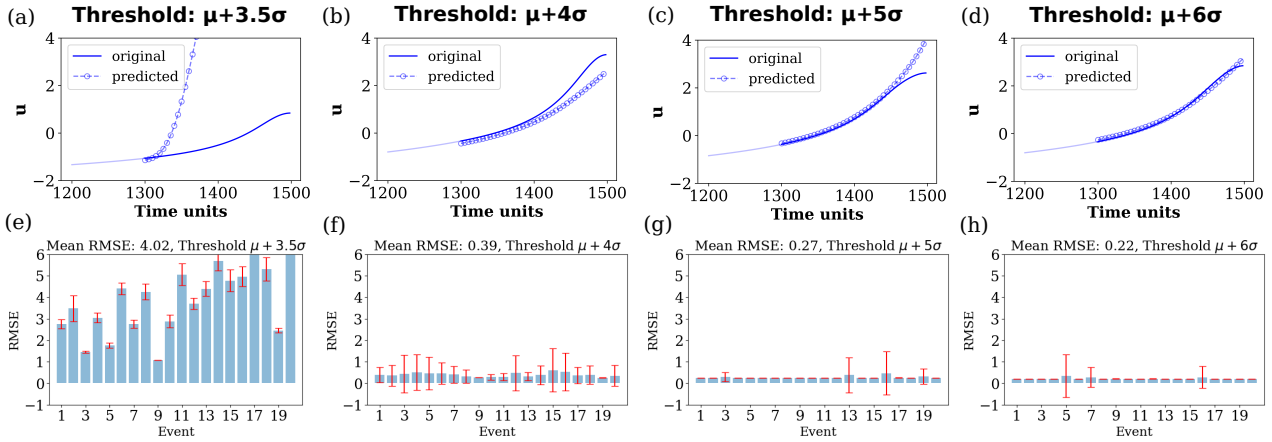 (a) Threshold: μ+3.5σ
(b) Threshold: μ+4σ
(c) Threshold: μ+5σ
(d) Threshold: μ+6σ
4
2
0
−2
u
original
predicted
1200 1300 1400 1500
Time units
4
2
0
−2
u
original
predicted
1200 1300 1400 1500
Time units
4
2
0
−2
u
original
predicted
1200 1300 1400 1500
Time units
4
2
0
−2
u
original
predicted
1200 1300 1400 1500
Time units
(e)
Mean RMSE: 4.02, Threshold μ + 3.5σ
6
5
4
3
2
1
0
−1
RMSE
1 3 5 7 9 11 13 15 17 19
Event
(f)
Mean RMSE: 0.39, Threshold μ + 4σ
6
5
4
3
2
1
0
−1
RMSE
1 3 5 7 9 11 13 15 17 19
Event
(g)
Mean RMSE: 0.27, Threshold μ + 5σ
6
5
4
3
2
1
0
−1
RMSE
1 3 5 7 9 11 13 15 17 19
Event
(h)
Mean RMSE: 0.22, Threshold μ + 6σ
6
5
4
3
2
1
0
−1
RMSE
1 3 5 7 9 11 13 15 17 19
Event